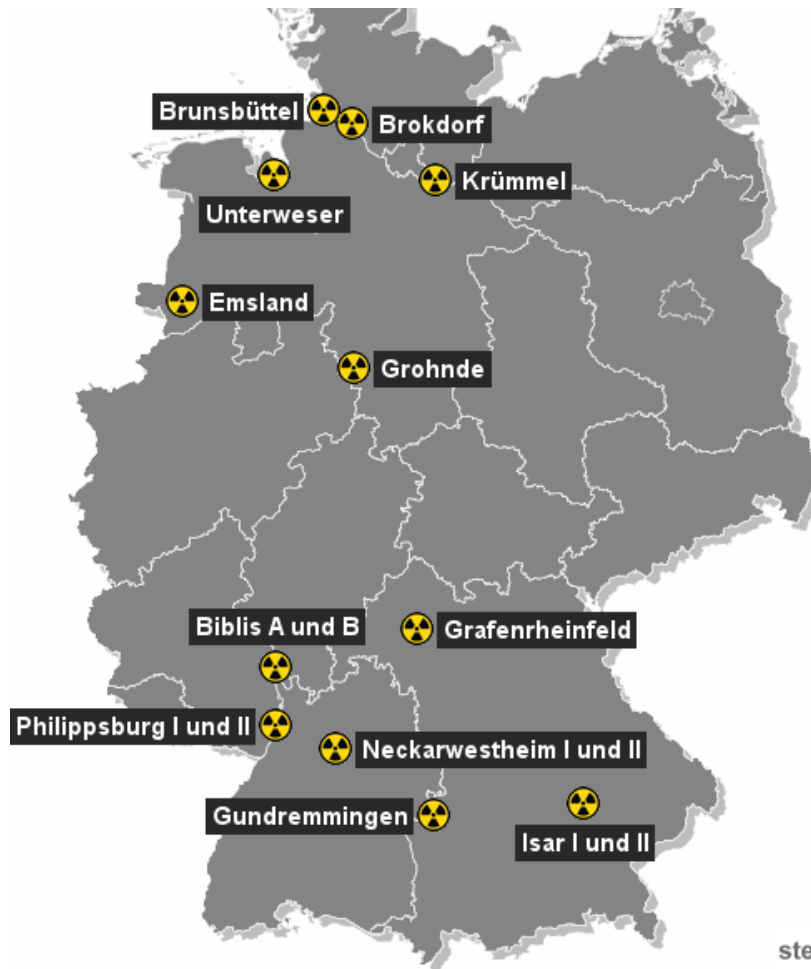 Brunsbüttel
Brokdorf
Krümmel
Unterweser
Emsland
Grohnde
Biblis A und B
Grafenrheinfeld
Philippsburg I und II
Neckarwestheim I und II
Gundremmingen
Isar I und II
ste